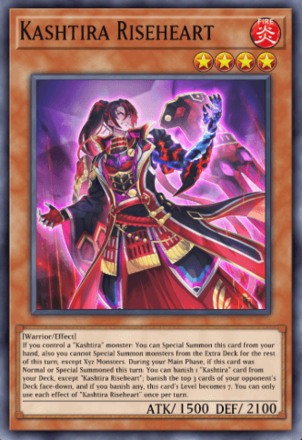 Kashtira Riseheart
FIRE
炎
[Warrior/Effect]
If you control a "Kashtira" monster: You can Special Summon this card from
your hand, also you cannot Special Summon monsters from the Extra Deck for the rest
of this turn, except Xyz Monsters. During your Main Phase, if this card was
Normal or Special Summoned this turn: You can banish 1 "Kashtira" card from
your Deck, except "Kashtira Riseheart"; banish the top 3 cards of your opponent's
Deck face-down, and if you banish any, this card's Level becomes 7. You can only
use each effect of "Kashtira Riseheart" once per turn.
ATK/ 1500 DEF/ 2100